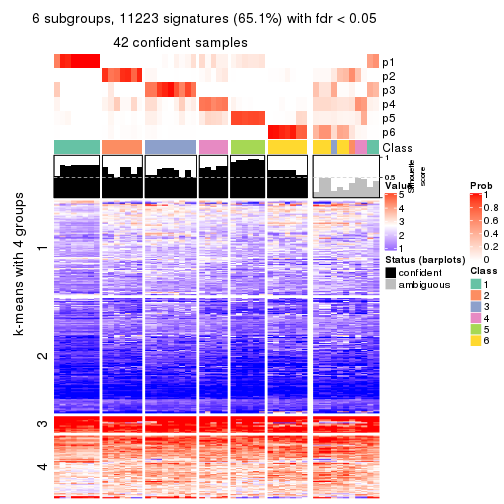 6 subgroups, 11223 signatures (65.1%) with fdr < 0.05
42 confident samples
p1
p2
p3
p4
p5
p6
Class
1
0.5
0
Silhouette
score
k-means with 4 groups
1
2
3
4
Value
5
4
3
2
1
Status (barplots)
confident
ambiguous
Prob
1
0.8
0.6
0.4
0.2
0
Class
1
2
3
4
5
6